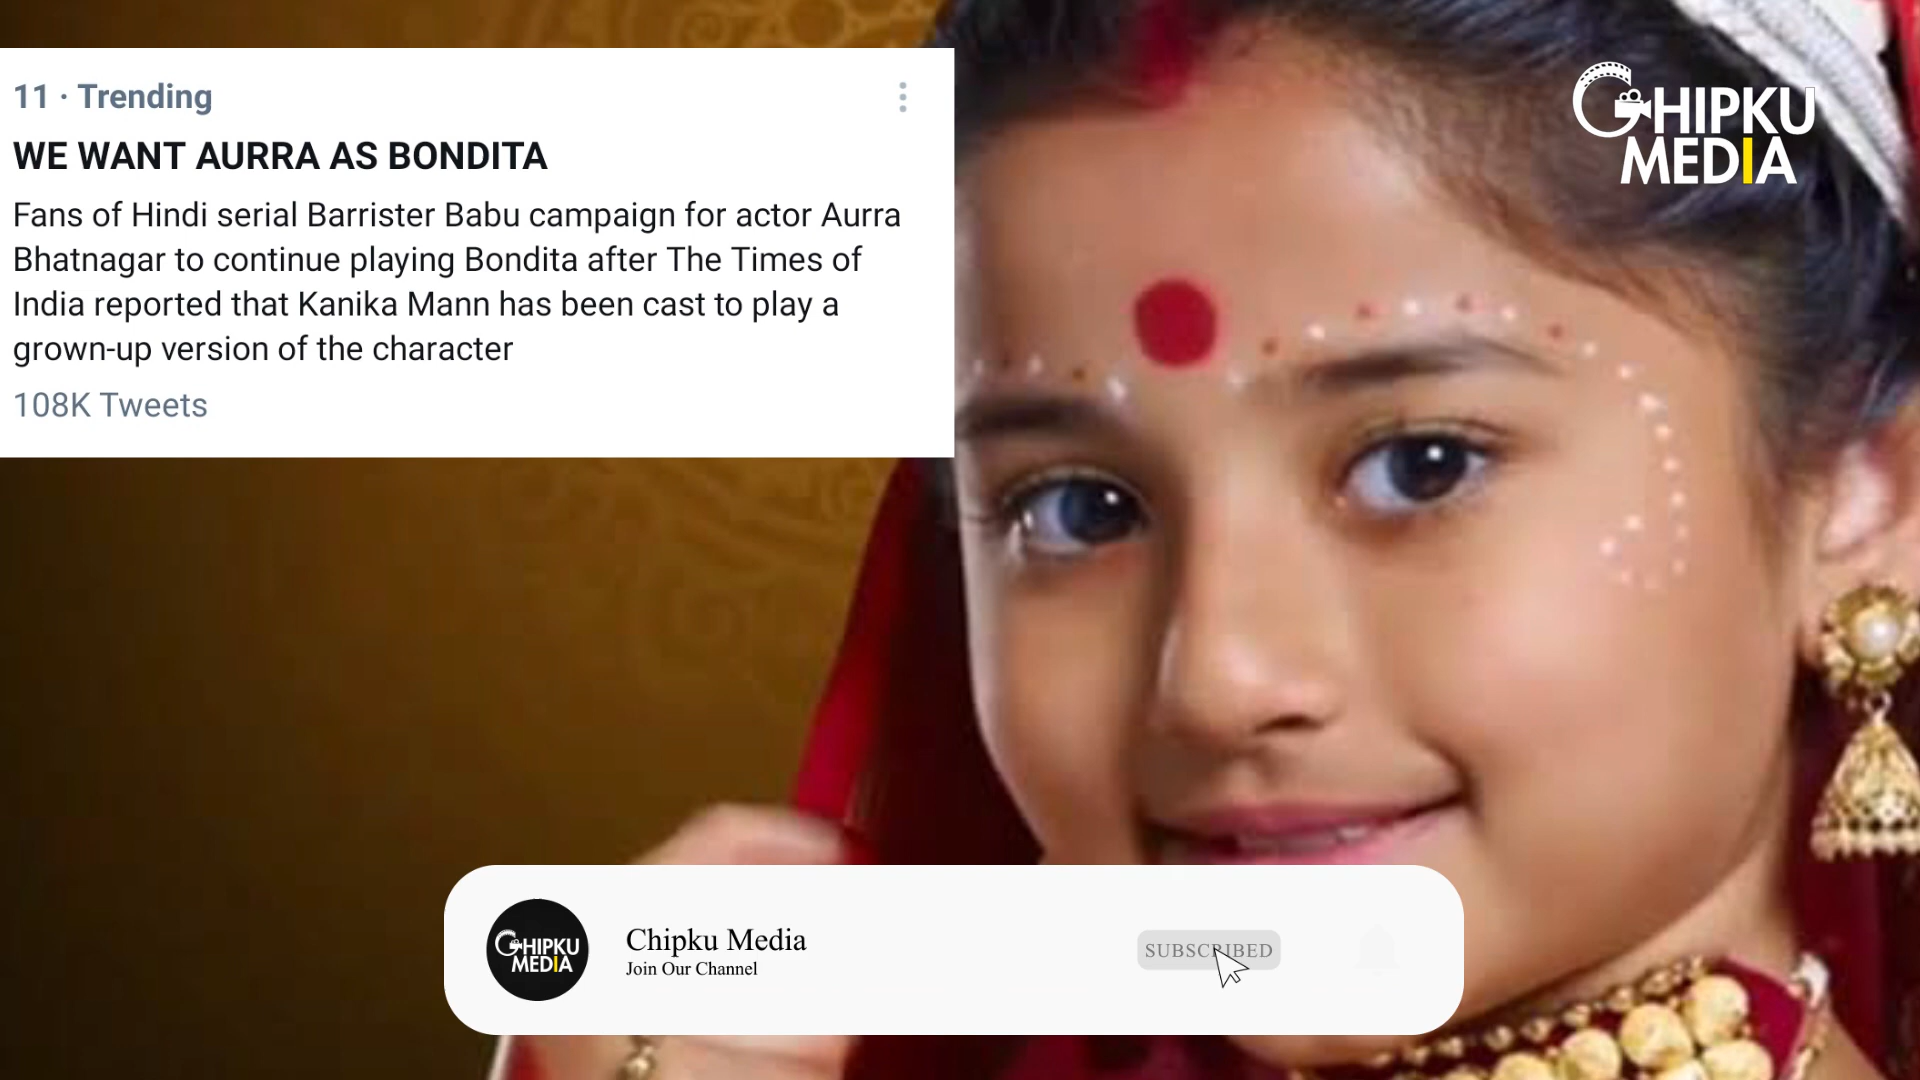 11 · Trending
WE WANT AURRA AS BONDITA
Fans of Hindi serial Barrister Babu campaign for actor Aurra
Bhatnagar to continue playing Bondita after The Times of
India reported that Kanika Mann has been cast to play a
grown-up version of the character
108K Tweets
CHIPKU
MEDIA
CHIPKU
MEDIA
Chipku Media
Join Our Channel
SUBSCRIBED